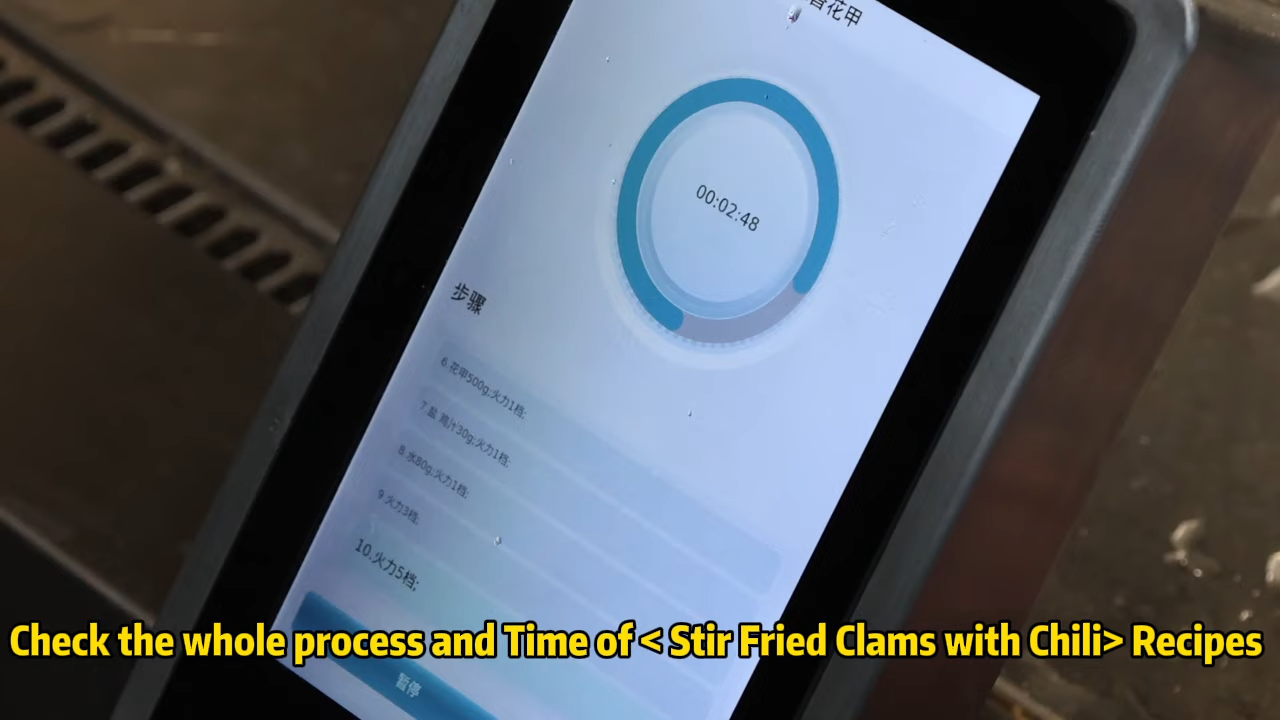 花甲
00:02:48
步骤
6.花甲500g;火力1档;
7.盐 鸡汁30g;火力1档;
8.水80g;火力1档;
9.火力3档;
10.火力5档;
Check the whole process and Time of < Stir Fried Clams with Chili> Recipes
暂停